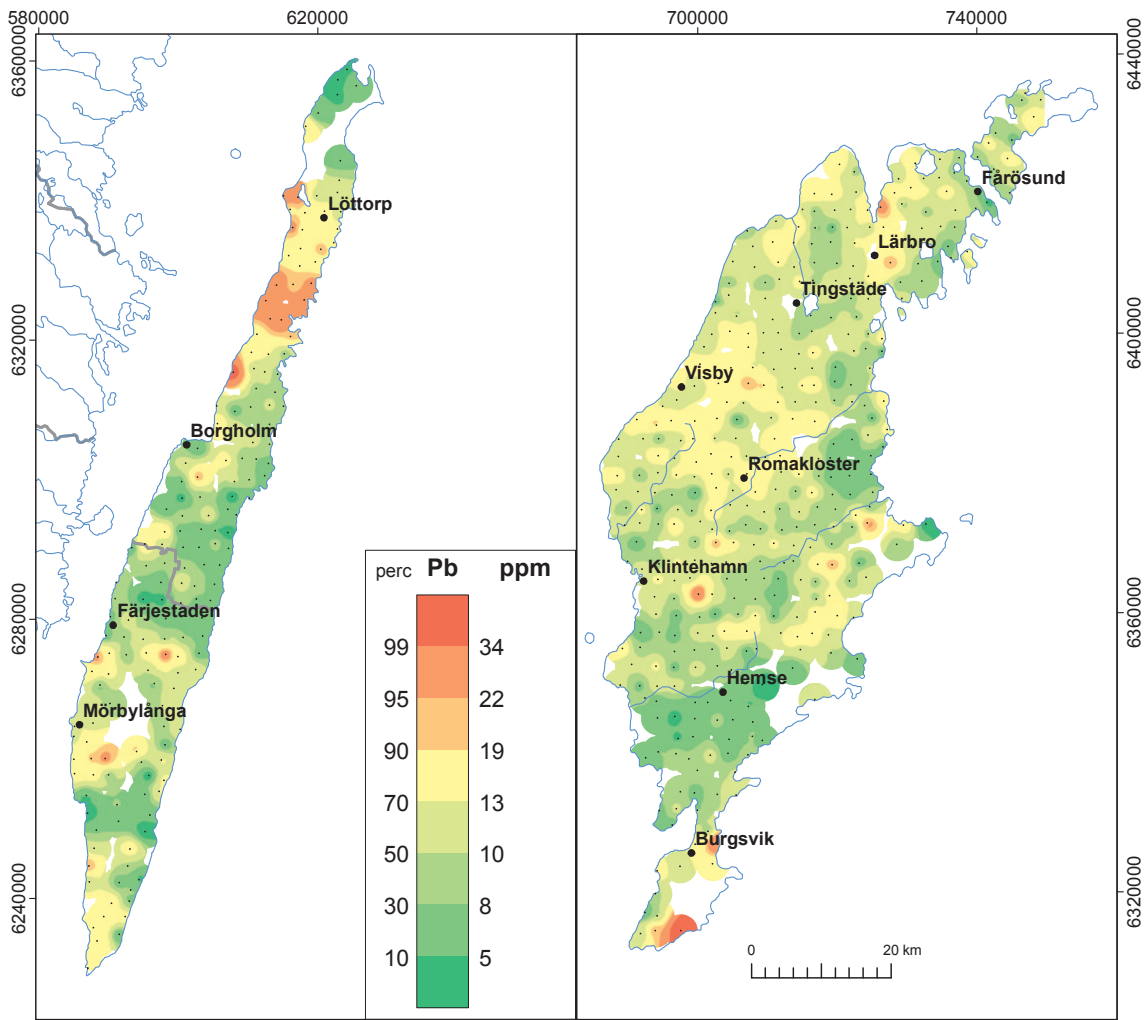 580000 620000 700000 740000
6360000
6320000
6280000
6240000
6440000
6400000
6360000
6320000
Löttorp
Borgholm
Färjestaden
Mörbylånga
Fårösund
Lärbro
Tingstäde
Visby
Romakloster
Klintehamn
Hemse
Burgsvik
perc Pb ppm
99 34
95 22
90 19
70 13
50 10
30 8
10 5
0 20 km